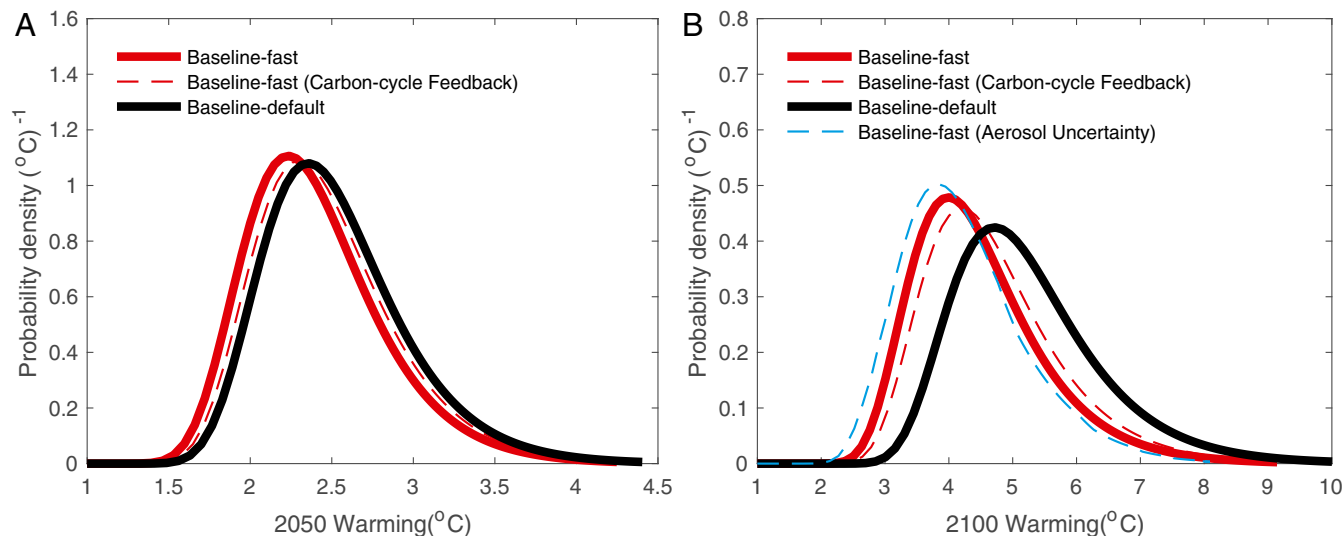 A
Baseline-fast
Baseline-fast (Carbon-cycle Feedback)
Baseline-default
Probability density (°C)⁻¹
1.6
1.4
1.2
1
0.8
0.6
0.4
0.2
0
1 1.5 2 2.5 3 3.5 4 4.5
2050 Warming(°C)
B
Baseline-fast
Baseline-fast (Carbon-cycle Feedback)
Baseline-default
Baseline-fast (Aerosol Uncertainty)
Probability density (°C)⁻¹
0.8
0.7
0.6
0.5
0.4
0.3
0.2
0.1
0
1 2 3 4 5 6 7 8 9 10
2100 Warming(°C)